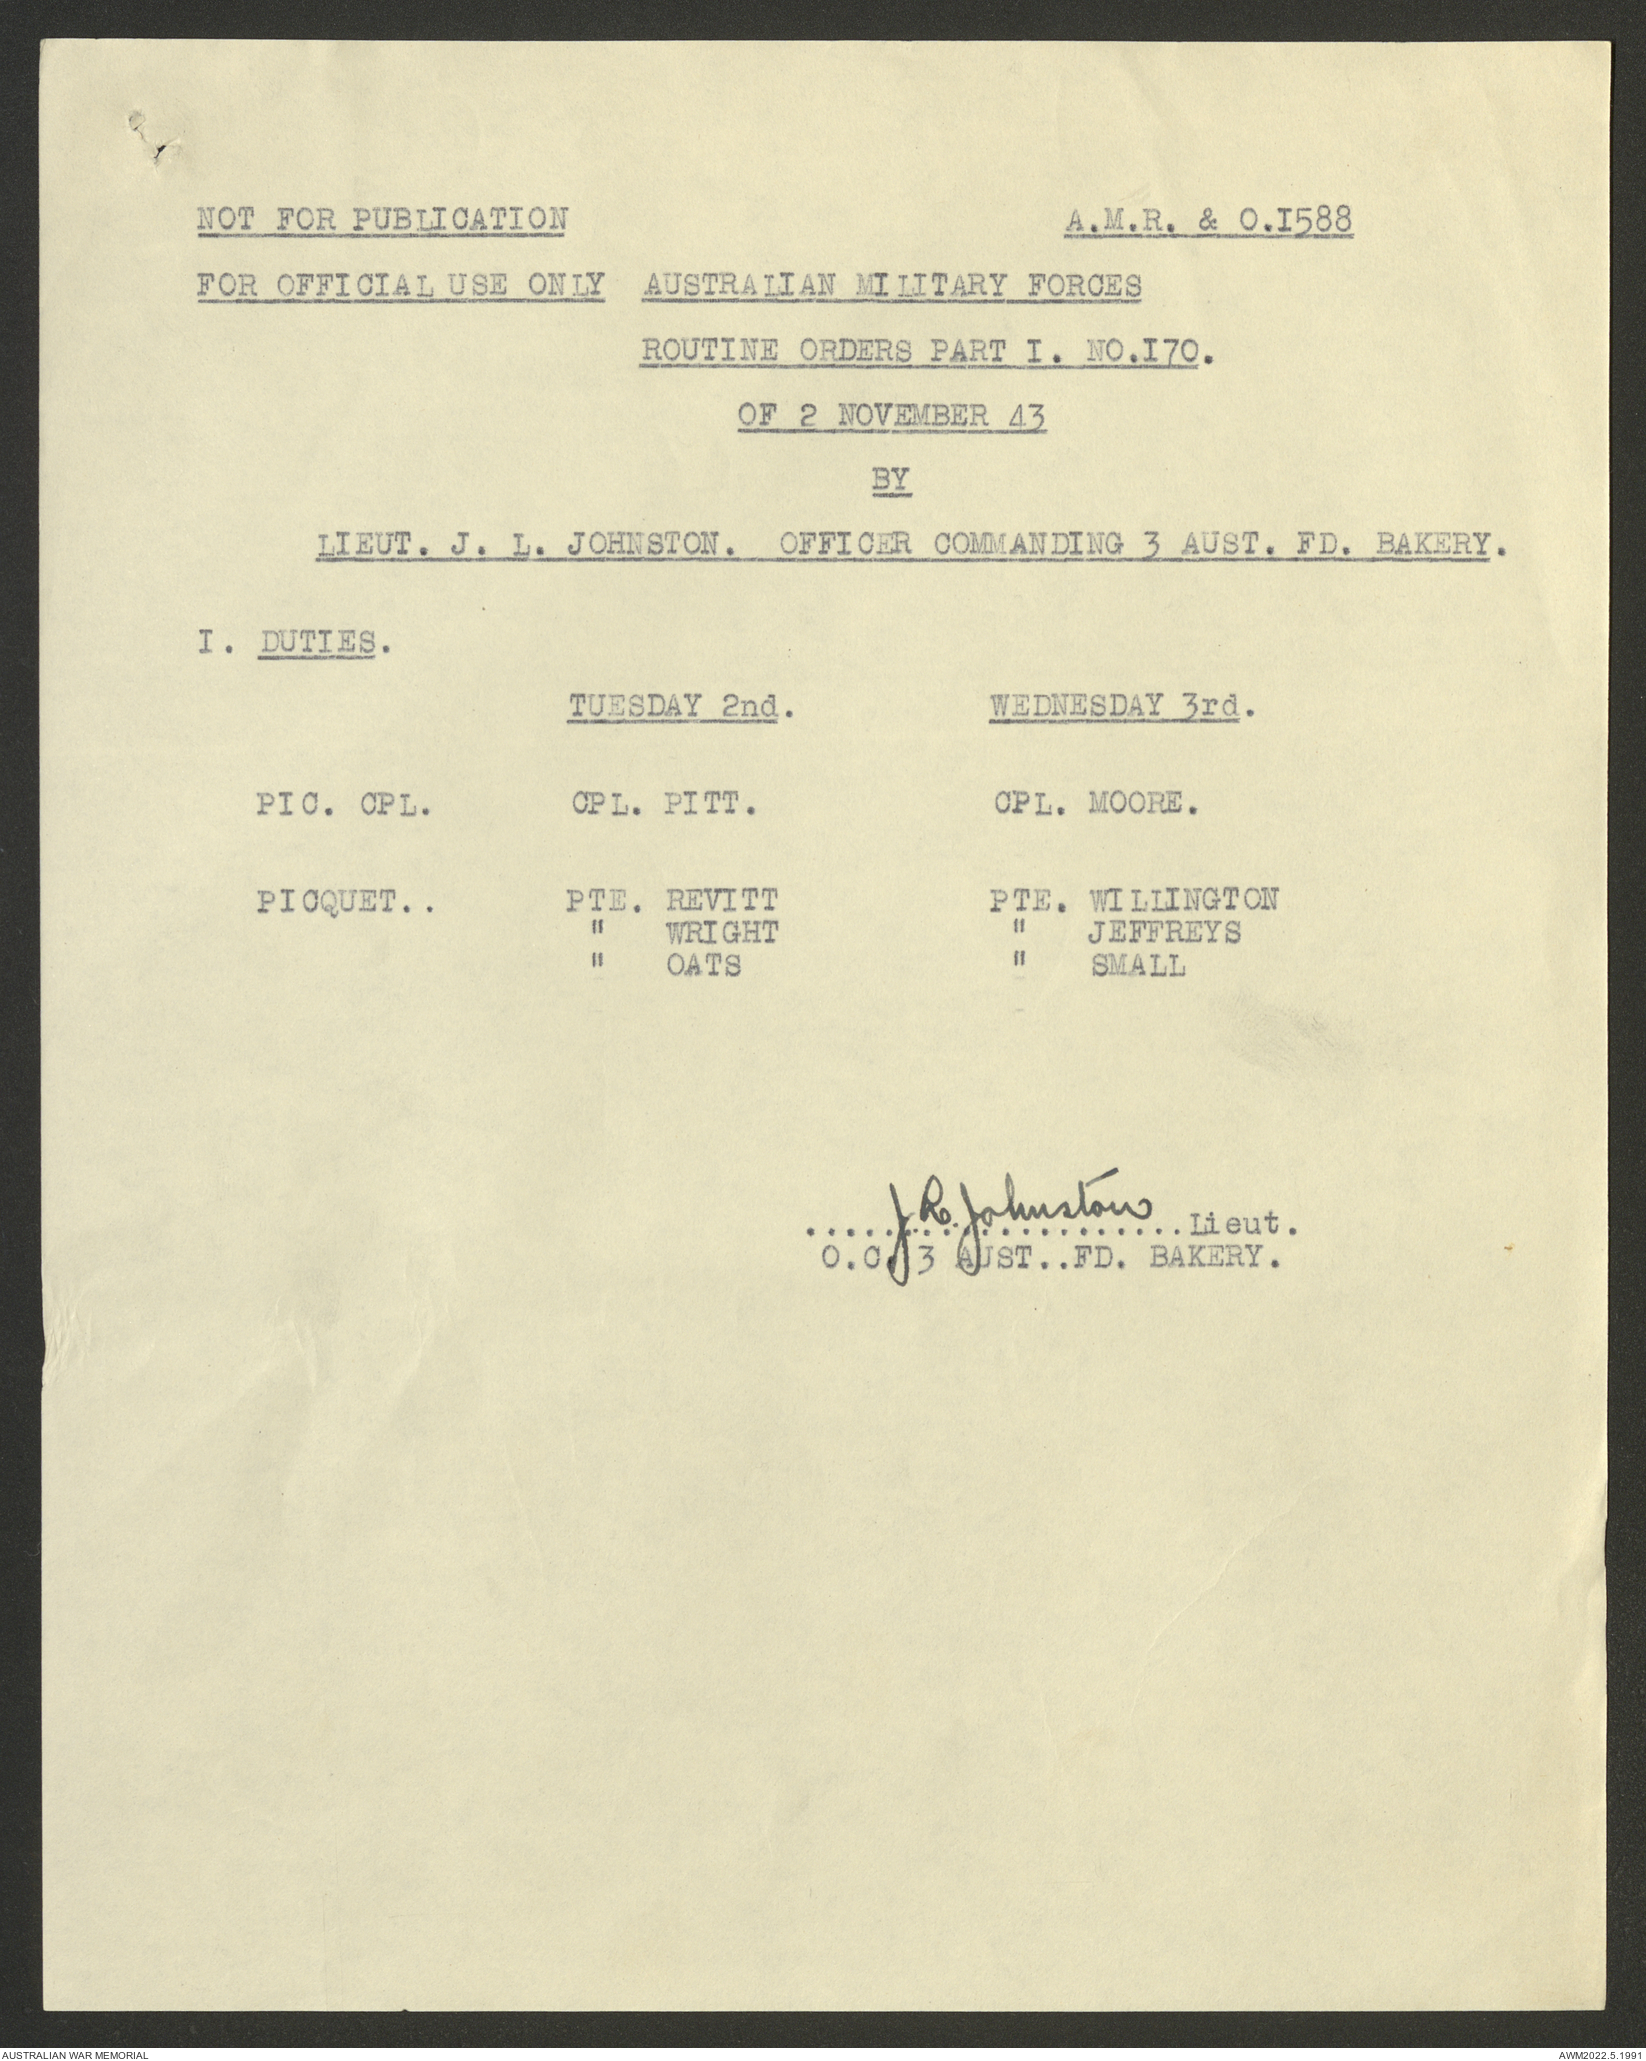 NOT FOR PUBLICATION A.M.R. & O.I588
FOR OFFICIAL USE ONLY AUSTRALIAN MILITARY FORCES
ROUTINE ORDERS PART I. NO.I70.
OF 2 NOVEMBER 43
BY
LIEUT. J. L. JOHNSTON. OFFICER COMMANDING 3 AUST. FD. BAKERY.
I. DUTIES.
TUESDAY 2nd. WEDNESDAY 3rd.
PIC. CPL. CPL. PITT. CPL. MOORE.
PICQUET.. PTE. REVITT PTE. WILLINGTON
" WRIGHT " JEFFREYS
" OATS " SMALL
J R Johnston
....................Lieut.
O.C. 3 AUST..FD. BAKERY.
AUSTRALIAN WAR MEMORIAL AWM2022.5.1991